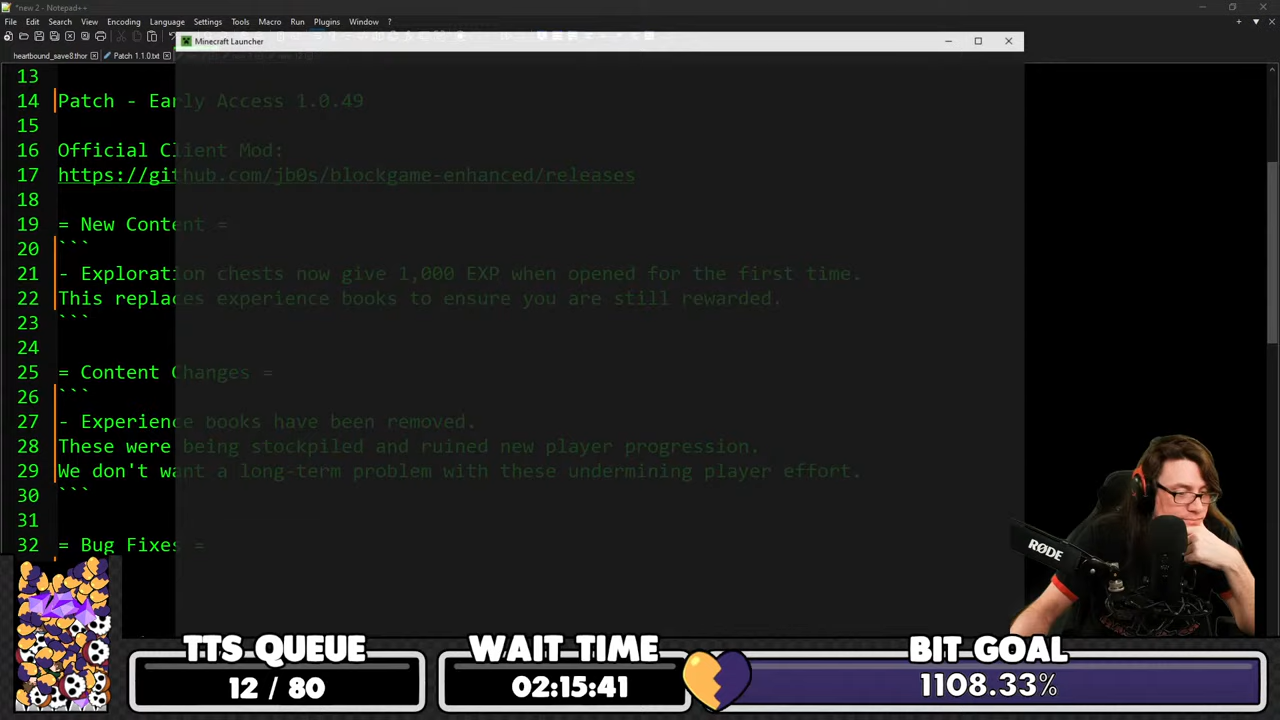 *new 2 - Notepad++
File Edit Search View Encoding Language Settings Tools Macro Run Plugins Window ?
Minecraft Launcher
heartbound_save8.thor Patch 1.1.0.txt
13
14 Patch - Early Access 1.0.49
15
16 Official Client Mod:
17 https://github.com/jb0s/blockgame-enhanced/releases
18
19 = New Content =
20 ```
21 - Exploration chests now give 1,000 EXP when opened for the first time.
22 This replaces experience books to ensure you are still rewarded.
23 ```
24
25 = Content Changes =
26 ```
27 - Experience books have been removed.
28 These were being stockpiled and ruined new player progression.
29 We don't want a long-term problem with these undermining player effort.
30 ```
31
32 = Bug Fixes =
RØDE
TTS QUEUE
12 / 80
WAIT TIME
02:15:41
BIT GOAL
1108.33%